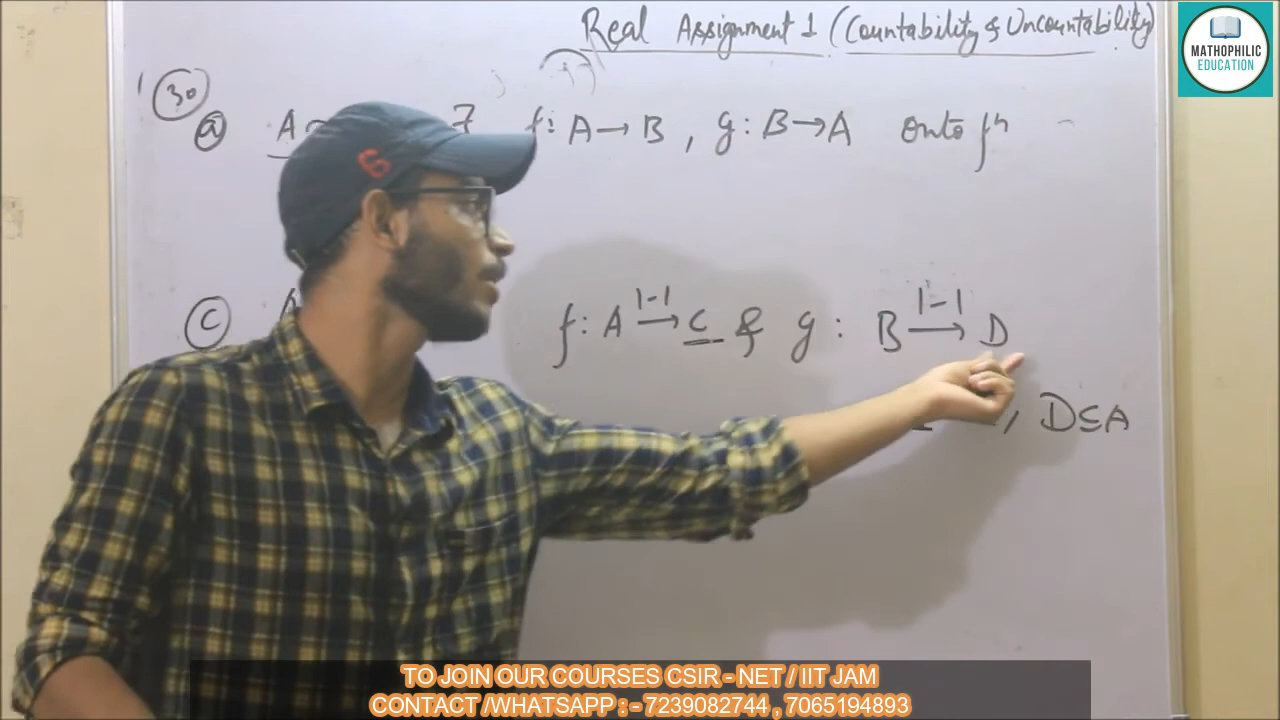 Real Assignment 1 (Countability & Uncountability)
MATHOPHILIC
EDUCATION
30
a A f: A → B , g: B → A onto fⁿ
c f: A 1-1→ C & g : B 1-1→ D
, D ⊆ A
6
TO JOIN OUR COURSES CSIR - NET / IIT JAM
CONTACT /WHATSAPP : - 7239082744 , 7065194893